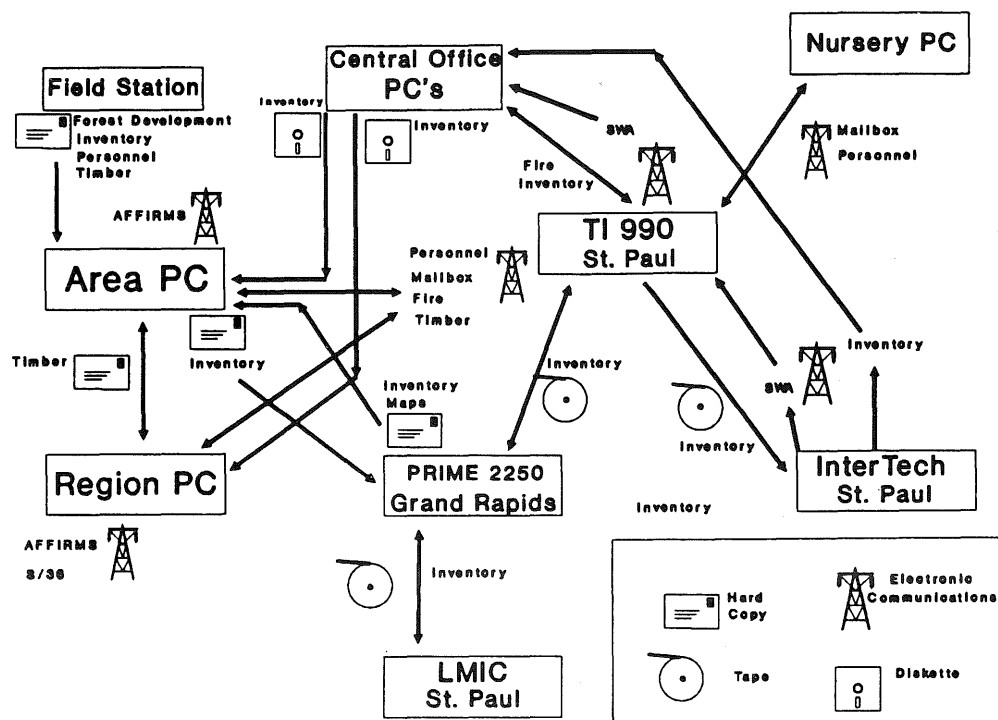 Field Station
Forest Development
Inventory
Personnel
Timber
AFFIRMS
Area PC
Timber
Inventory
Region PC
AFFIRMS
S/36
Central Office
PC's
Inventory
Inventory
SWA
Fire
Inventory
Nursery PC
Mailbox
Personnel
TI 990
St. Paul
Personnel
Mailbox
Fire
Timber
Inventory
Maps
Inventory
PRIME 2250
Grand Rapids
Inventory
LMIC
St. Paul
Inventory
SWA
Inventory
InterTech
St. Paul
Inventory
Hard
Copy
Electronic
Communications
Tape
Diskette